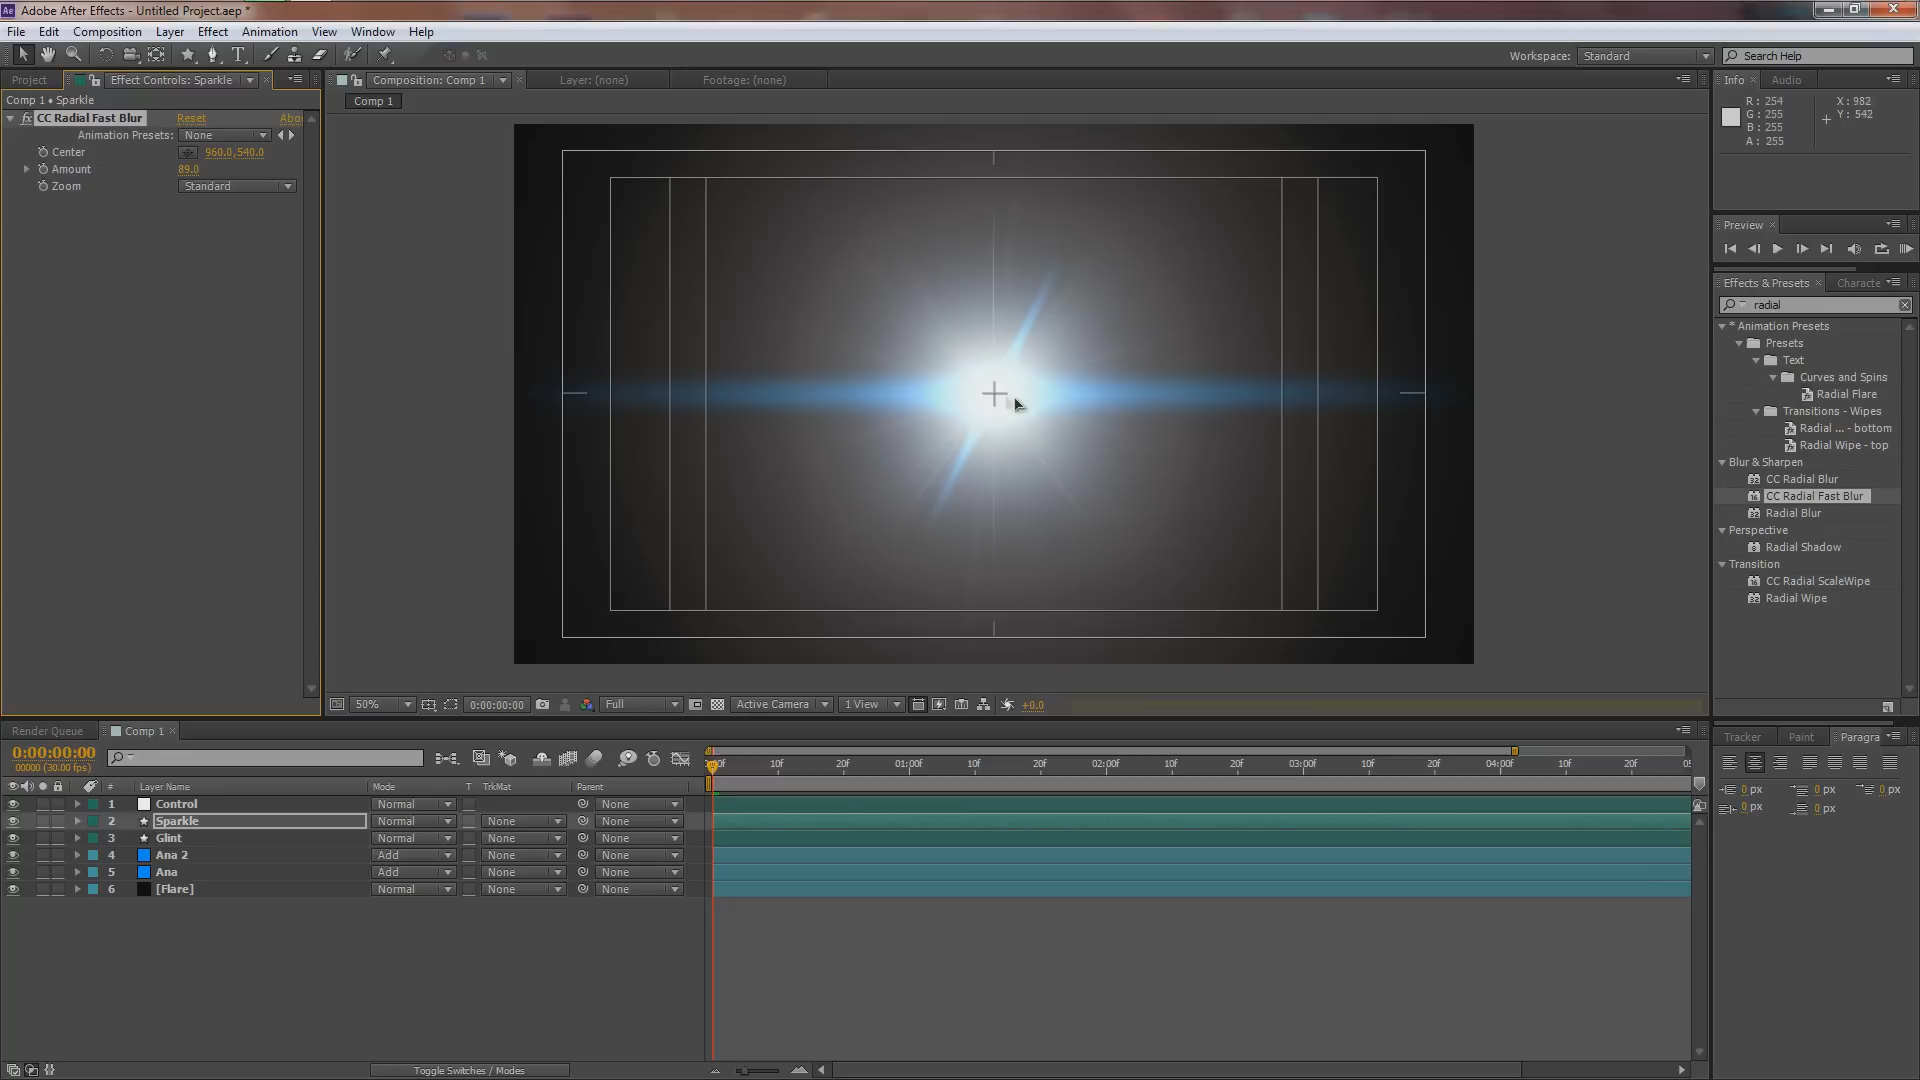 Adobe After Effects - Untitled Project.aep *
File Edit Composition Layer Effect Animation View Window Help
Workspace: Standard Search Help
Project Effect Controls: Sparkle Composition: Comp 1 Layer: (none) Footage: (none) Info Audio
Comp 1 • Sparkle
Comp 1
CC Radial Fast Blur Reset Abo
Animation Presets: None
Center 960.0,540.0
Amount 89.0
Zoom Standard
R: 254 X: 982
G: 255 Y: 542
B: 255
A: 255
Preview
Effects & Presets Characte
radial
* Animation Presets
Presets
Text
Curves and Spins
Radial Flare
Transitions - Wipes
Radial ... - bottom
Radial Wipe - top
Blur & Sharpen
CC Radial Blur
CC Radial Fast Blur
Radial Blur
Perspective
Radial Shadow
Transition
CC Radial ScaleWipe
Radial Wipe
50% 0:00:00:00 Full Active Camera 1 View +0.0
Render Queue Comp 1
0:00:00:00
00000 (30.00 fps)
10f 20f 01:00f 10f 20f 02:00f 10f 20f 03:00f 10f 20f 04:00f 10f 20f
# Layer Name Mode T TrkMat Parent
1 Control Normal None
2 Sparkle Normal None None
3 Glint Normal None None
4 Ana 2 Add None None
5 Ana Add None None
6 [Flare] Normal None None
Toggle Switches / Modes
Tracker Paint Paragra
0 px 0 px 0 px
0 px 0 px